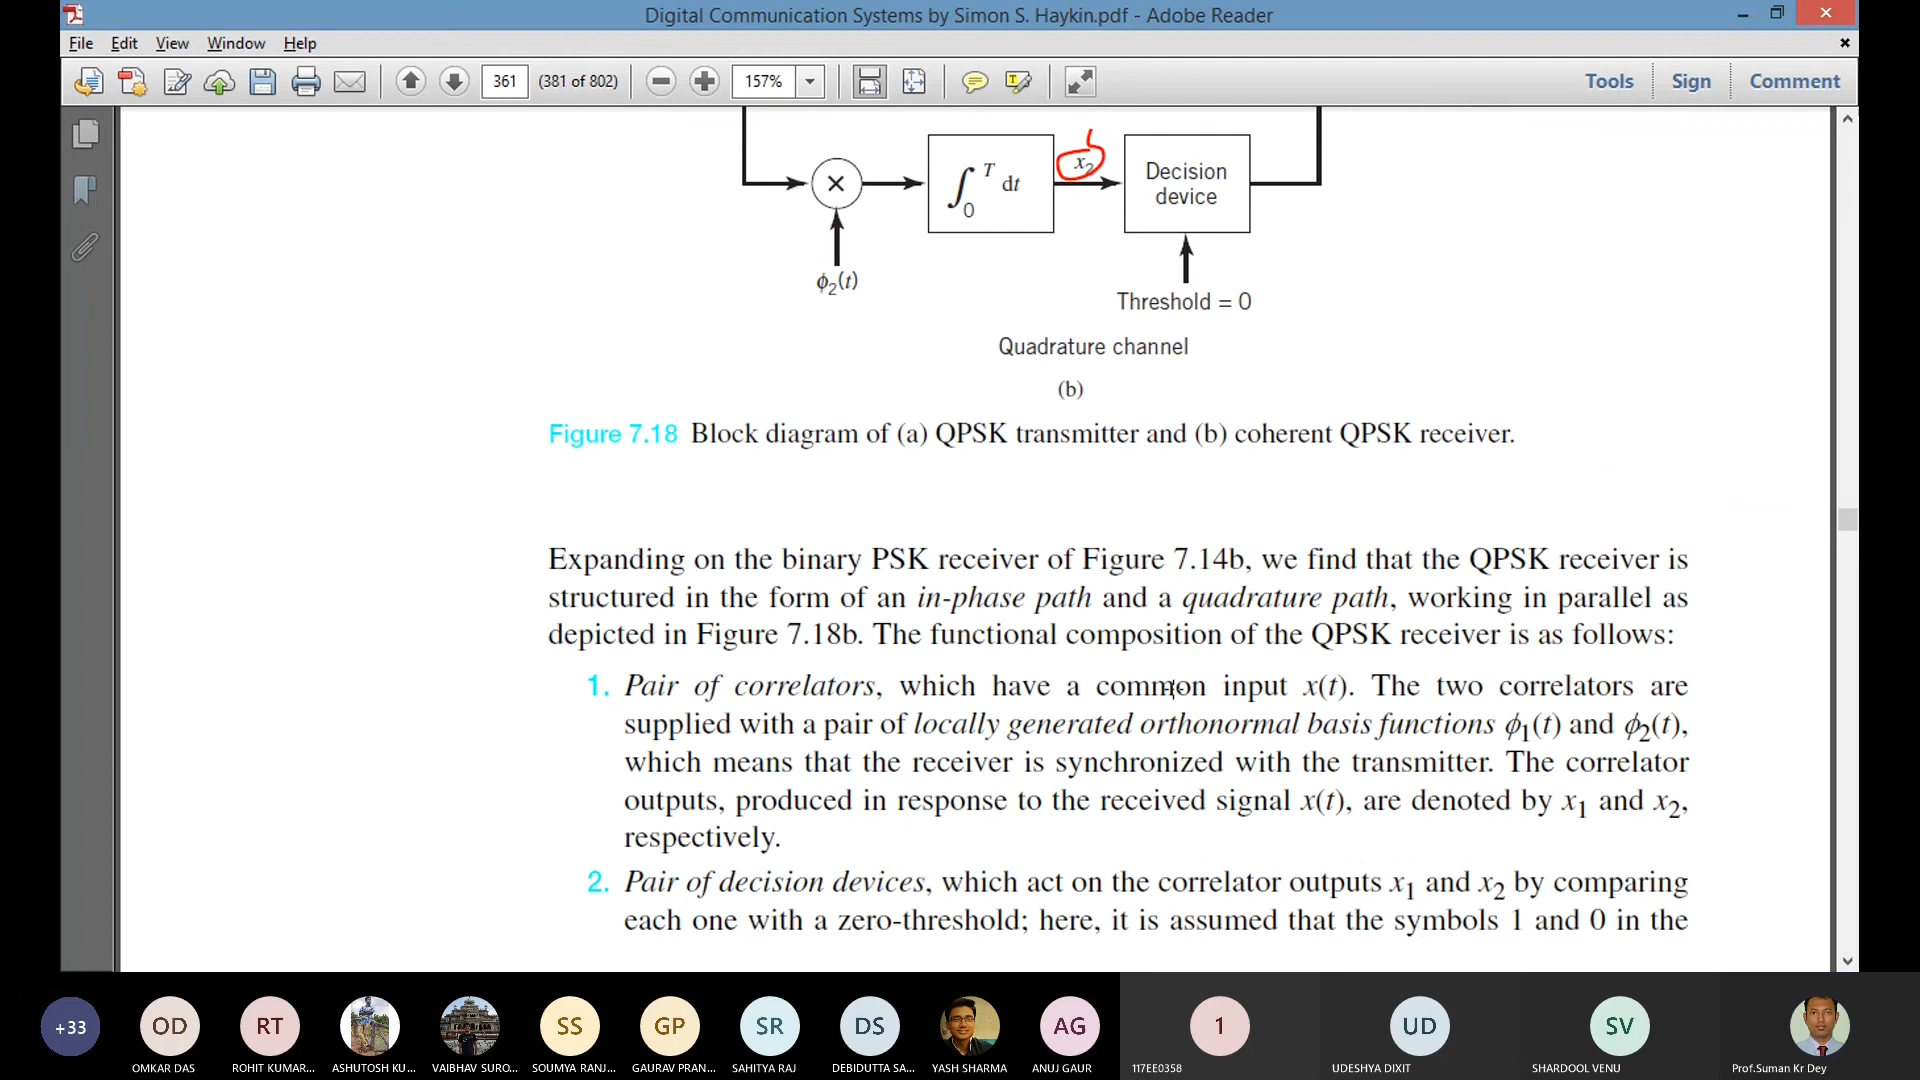 Digital Communication Systems by Simon S. Haykin.pdf - Adobe Reader
File Edit View Window Help
361 (381 of 802) 157% Tools Sign Comment
x2
∫ T 0 dt
Decision
device
ϕ2(t)
Threshold = 0
Quadrature channel
(b)
Figure 7.18 Block diagram of (a) QPSK transmitter and (b) coherent QPSK receiver.
Expanding on the binary PSK receiver of Figure 7.14b, we find that the QPSK receiver is
structured in the form of an in-phase path and a quadrature path, working in parallel as
depicted in Figure 7.18b. The functional composition of the QPSK receiver is as follows:
1. Pair of correlators, which have a common input x(t). The two correlators are
supplied with a pair of locally generated orthonormal basis functions ϕ1(t) and ϕ2(t),
which means that the receiver is synchronized with the transmitter. The correlator
outputs, produced in response to the received signal x(t), are denoted by x1 and x2,
respectively.
2. Pair of decision devices, which act on the correlator outputs x1 and x2 by comparing
each one with a zero-threshold; here, it is assumed that the symbols 1 and 0 in the
+33 OD RT SS GP SR DS AG 1 UD SV
OMKAR DAS ROHIT KUMAR... ASHUTOSH KU... VAIBHAV SURO... SOUMYA RANJ... GAURAV PRAN... SAHITYA RAJ DEBIDUTTA SA... YASH SHARMA ANUJ GAUR 117EE0358 UDESHYA DIXIT SHARDOOL VENU Prof.Suman Kr Dey